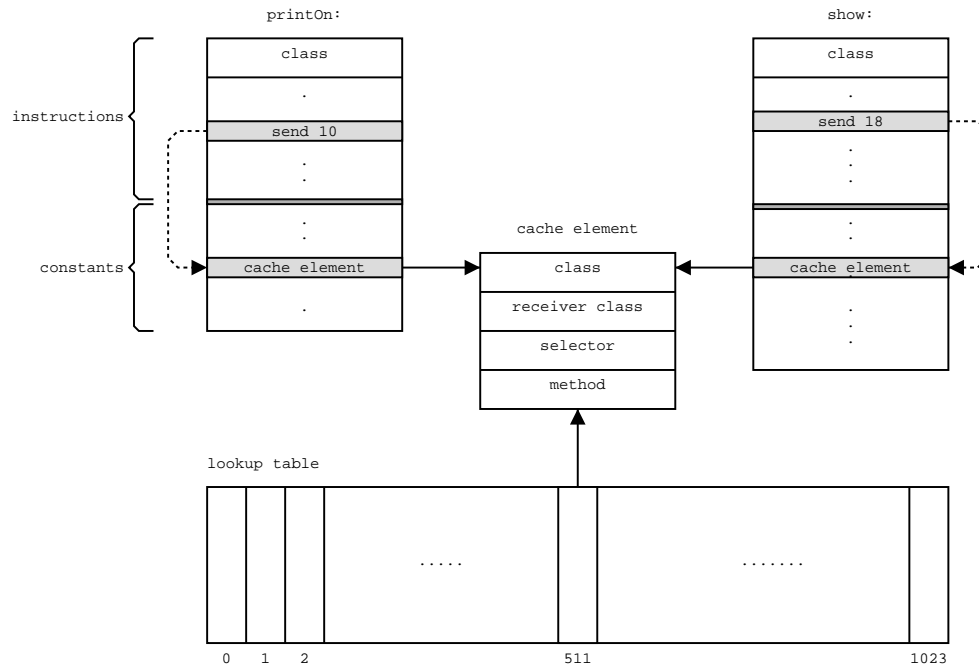 printOn:
show:
class
class
.
.
instructions
send 10
send 18
.
.
.
.
.
.
.
.
.
cache element
constants
cache element
cache element
class
.
receiver class
.
.
.
selector
method
lookup table
.....
.......
0 1 2 511 1023